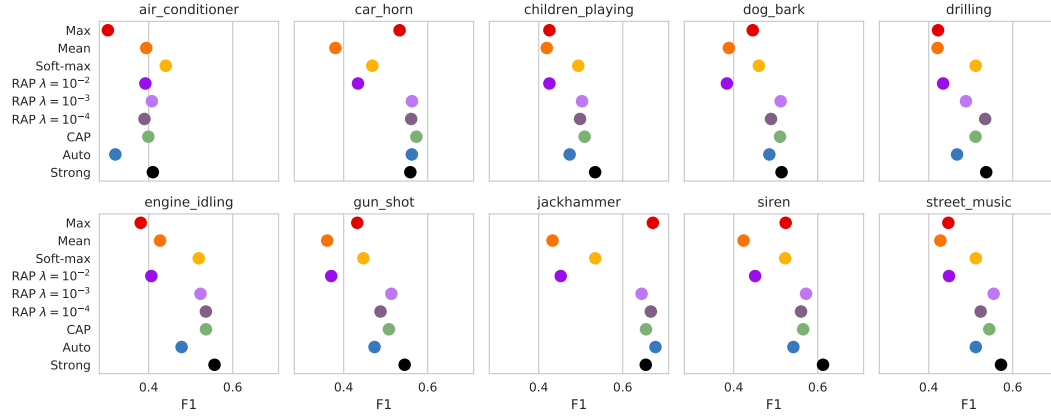 air_conditioner car_horn children_playing dog_bark drilling
Max
Mean
Soft-max
RAP λ = 10⁻²
RAP λ = 10⁻³
RAP λ = 10⁻⁴
CAP
Auto
Strong
engine_idling gun_shot jackhammer siren street_music
Max
Mean
Soft-max
RAP λ = 10⁻²
RAP λ = 10⁻³
RAP λ = 10⁻⁴
CAP
Auto
Strong
0.4 0.6 0.4 0.6 0.4 0.6 0.4 0.6 0.4 0.6
F1 F1 F1 F1 F1